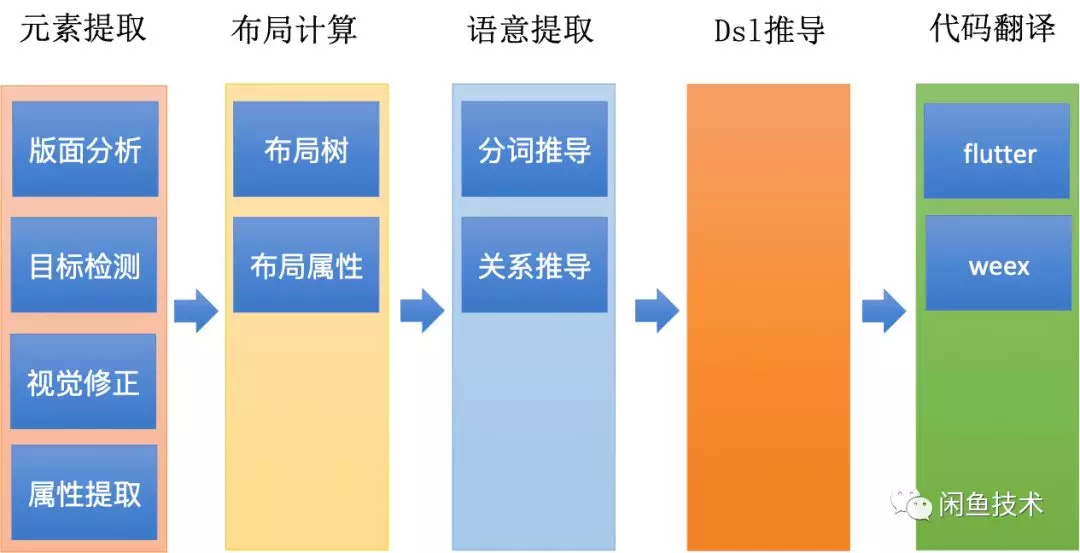 元素提取
布局计算
语意提取
Dsl推导
代码翻译
版面分析
目标检测
视觉修正
属性提取
布局树
布局属性
分词推导
关系推导
flutter
weex
闲鱼技术